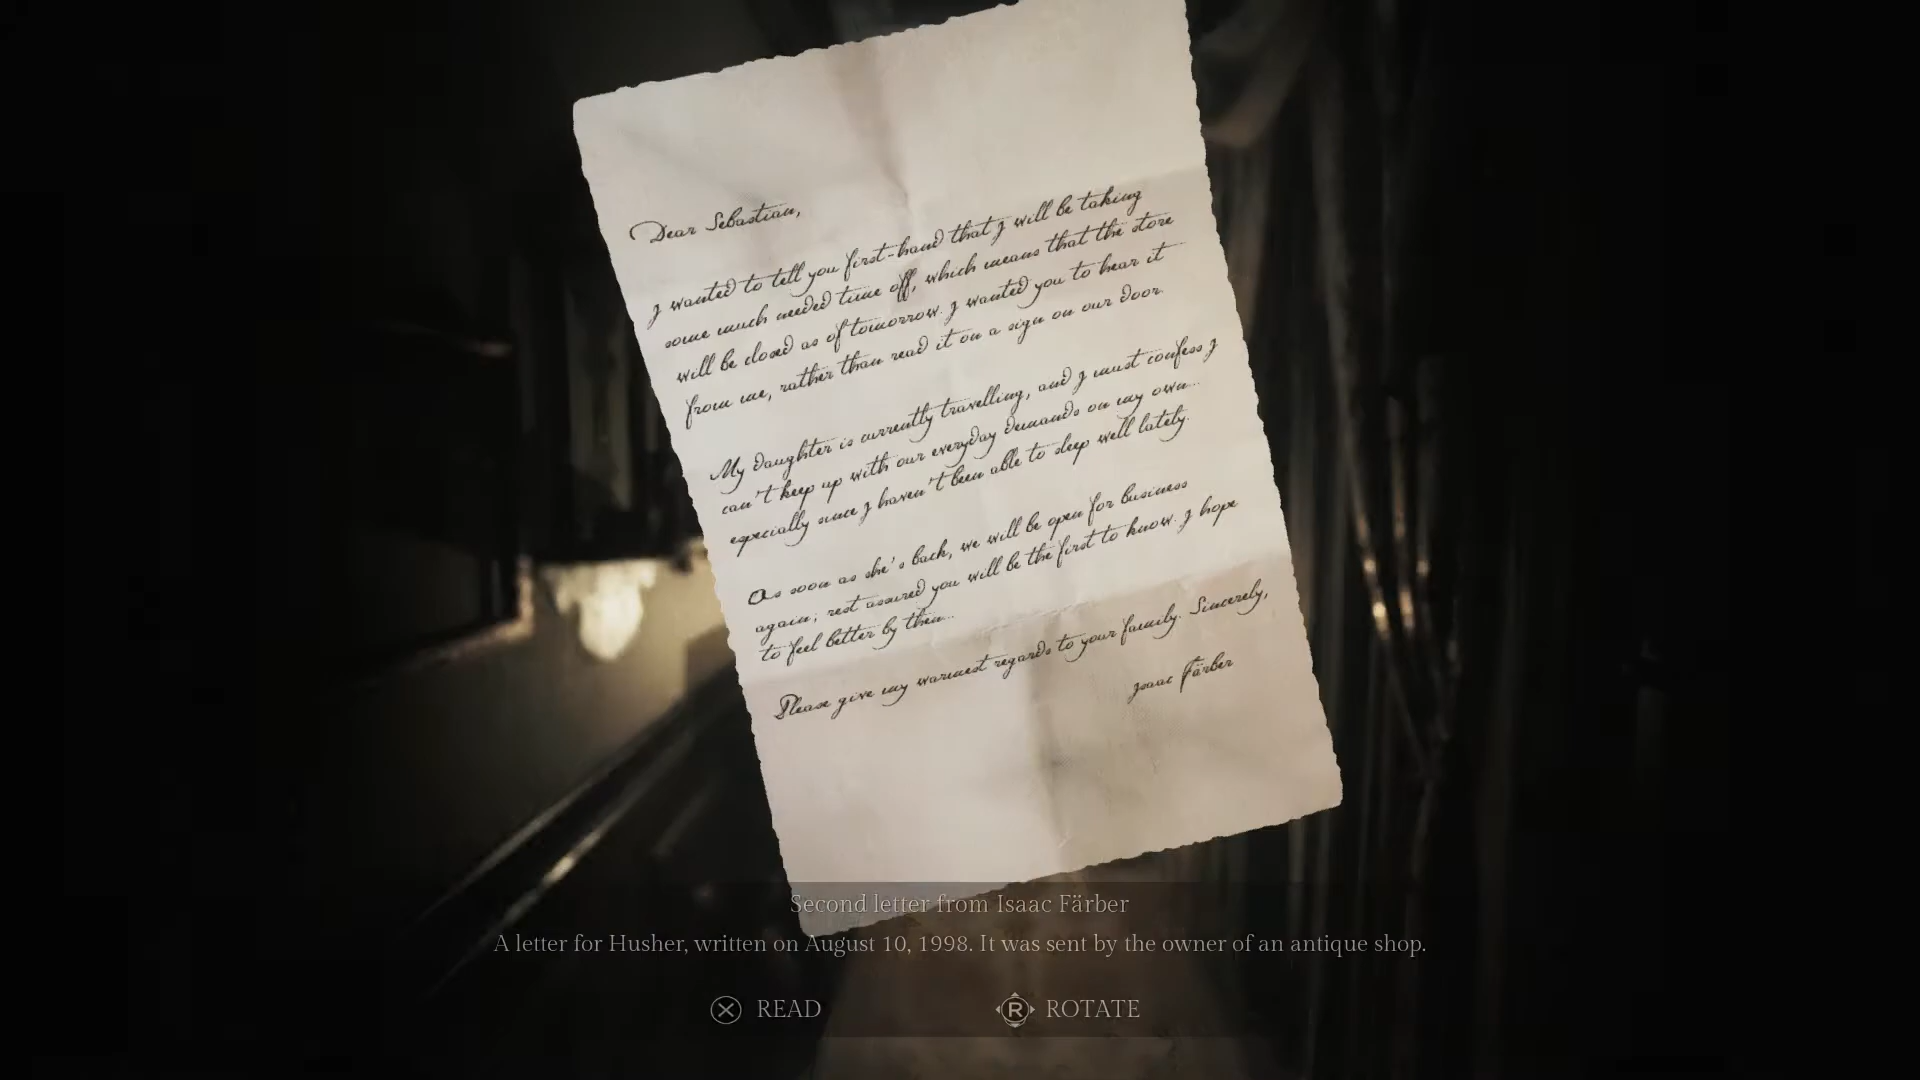 Dear Sebastian,
I wanted to tell you first-hand that I will be taking
some much needed time off, which means that the store
will be closed as of tomorrow. I wanted you to hear it
from me, rather than read it on a sign on our door.
My daughter is currently travelling, and I must confess I
can't keep up with our everyday demands on my own...
especially since I haven't been able to sleep well lately.
As soon as she's back, we will be open for business
again; rest assured you will be the first to know. I hope
to feel better by then...
Please give my warmest regards to your family. Sincerely,
Isaac Färber
Second letter from Isaac Färber
A letter for Husher, written on August 10, 1998. It was sent by the owner of an antique shop.
READ
R ROTATE